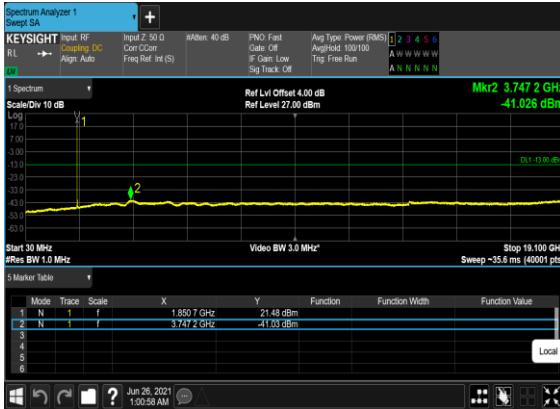 Spectrum Analyzer 1
Swept SA
+
KEYSIGHT Input: RF Input Z: 50 Ω #Atten: 40 dB PNO: Fast Avg Type: Power (RMS) 1 2 3 4 5 6
RL Coupling: DC Corr CCorr Gate: Off Avg|Hold: 100/100 A W W W W W
Align: Auto Freq Ref: Int (S) IF Gain: Low Trig: Free Run
Sig Track: Off A N N N N N
1 Spectrum
Scale/Div 10 dB
Ref Lvl Offset 4.00 dB
Ref Level 27.00 dBm
Mkr2 3.747 2 GHz
-41.026 dBm
Log
17.0
7.00
-3.00
-13.0
-23.0
-33.0
-43.0
-53.0
-63.0
1
2
DL1 -13.00 dBm
Start 30 MHz Video BW 3.0 MHz* Stop 19.100 GHz
#Res BW 1.0 MHz Sweep ~35.6 ms (40001 pts)
5 Marker Table
Mode Trace Scale X Y Function Function Width Function Value
1 N 1 f 1.850 7 GHz 21.48 dBm
2 N 1 f 3.747 2 GHz -41.03 dBm
3
4
5
6
Local
? Jun 26, 2021
1:00:58 AM